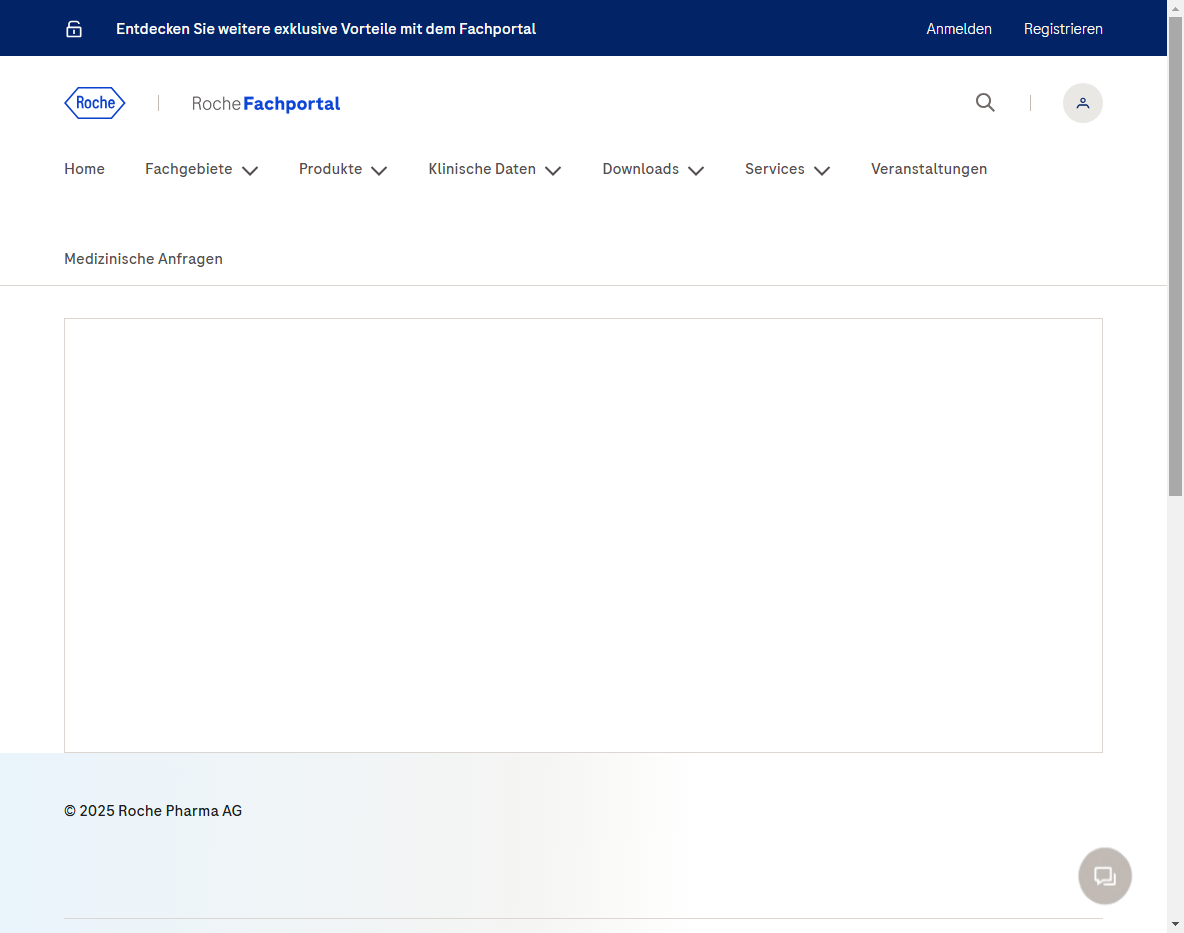 Entdecken Sie weitere exklusive Vorteile mit dem Fachportal Anmelden Registrieren
Roche RocheFachportal
Home Fachgebiete Produkte Klinische Daten Downloads Services Veranstaltungen
Medizinische Anfragen
© 2025 Roche Pharma AG